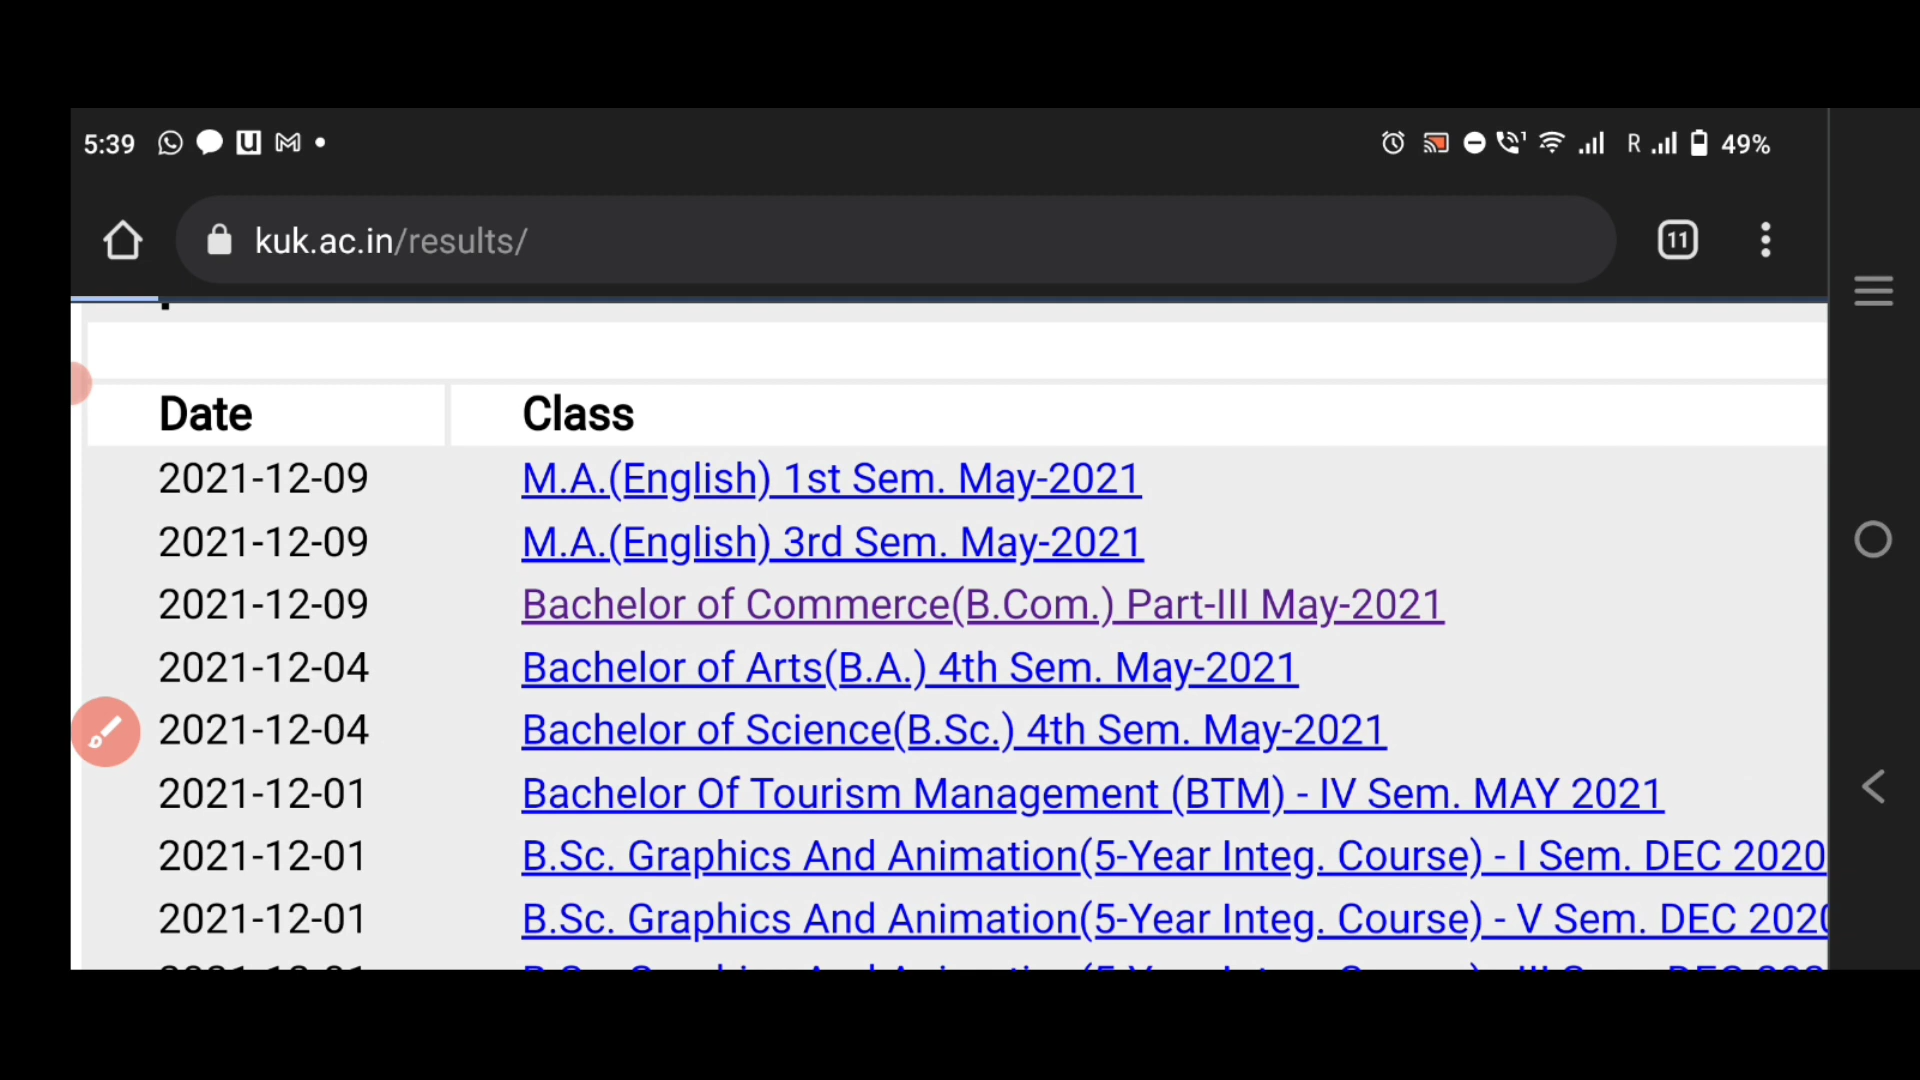 5:39 U R 49%
kuk.ac.in/results/ 11
Date Class
2021-12-09 M.A.(English) 1st Sem. May-2021
2021-12-09 M.A.(English) 3rd Sem. May-2021
2021-12-09 Bachelor of Commerce(B.Com.) Part-III May-2021
2021-12-04 Bachelor of Arts(B.A.) 4th Sem. May-2021
2021-12-04 Bachelor of Science(B.Sc.) 4th Sem. May-2021
2021-12-01 Bachelor Of Tourism Management (BTM) - IV Sem. MAY 2021
2021-12-01 B.Sc. Graphics And Animation(5-Year Integ. Course) - I Sem. DEC 2020
2021-12-01 B.Sc. Graphics And Animation(5-Year Integ. Course) - V Sem. DEC 2020